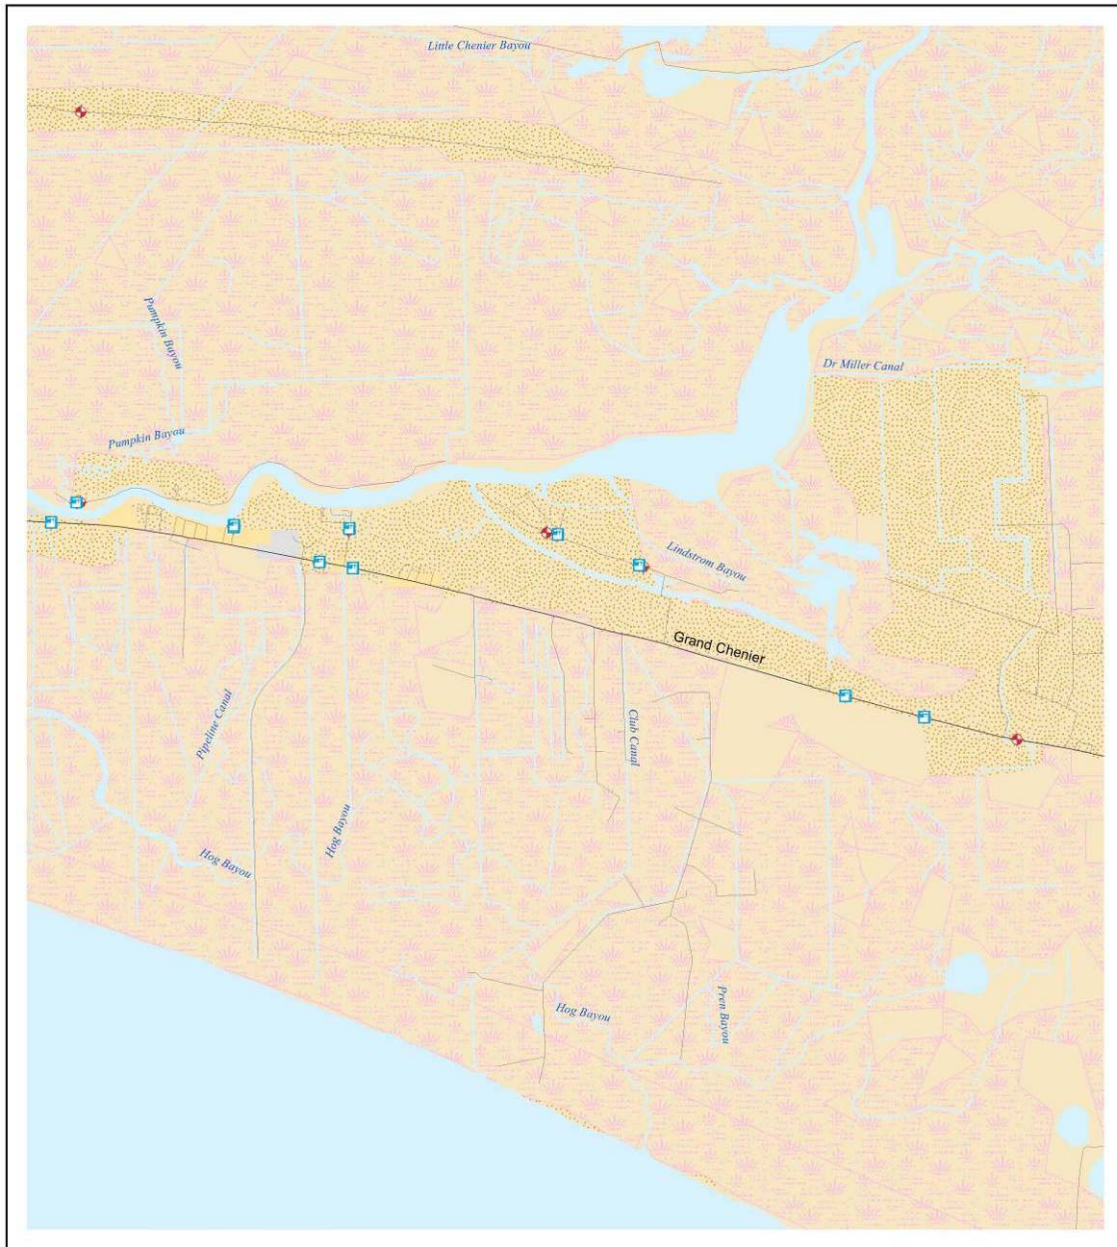 Little Chenier Bayou
Pumpkin Bayou
Dr Miller Canal
Pumpkin Bayou
Lindstrom Bayou
Grand Chenier
Pipeline Canal
Club Canal
Hog Bayou
Hog Bayou
Hog Bayou
Pren Bayou